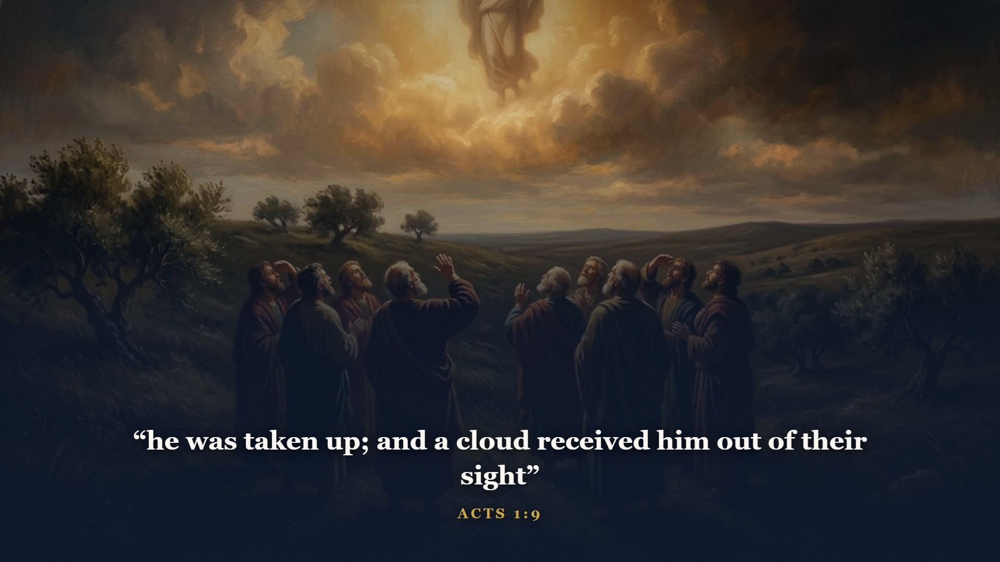 “he was taken up; and a cloud received him out of their
sight”
ACTS 1:9